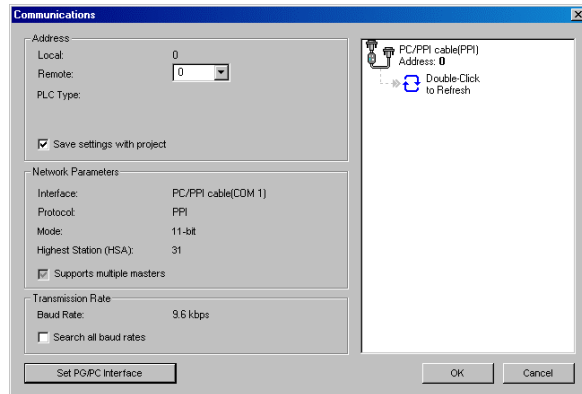 Communications
Address
Local: 0
Remote: 0
PLC Type:
Save settings with project
Network Parameters
Interface: PC/PPI cable(COM 1)
Protocol: PPI
Mode: 11-bit
Highest Station (HSA): 31
Supports multiple masters
Transmission Rate
Baud Rate: 9.6 kbps
Search all baud rates
Set PG/PC Interface
PC/PPI cable(PPI)
Address: 0
Double-Click
to Refresh
OK
Cancel